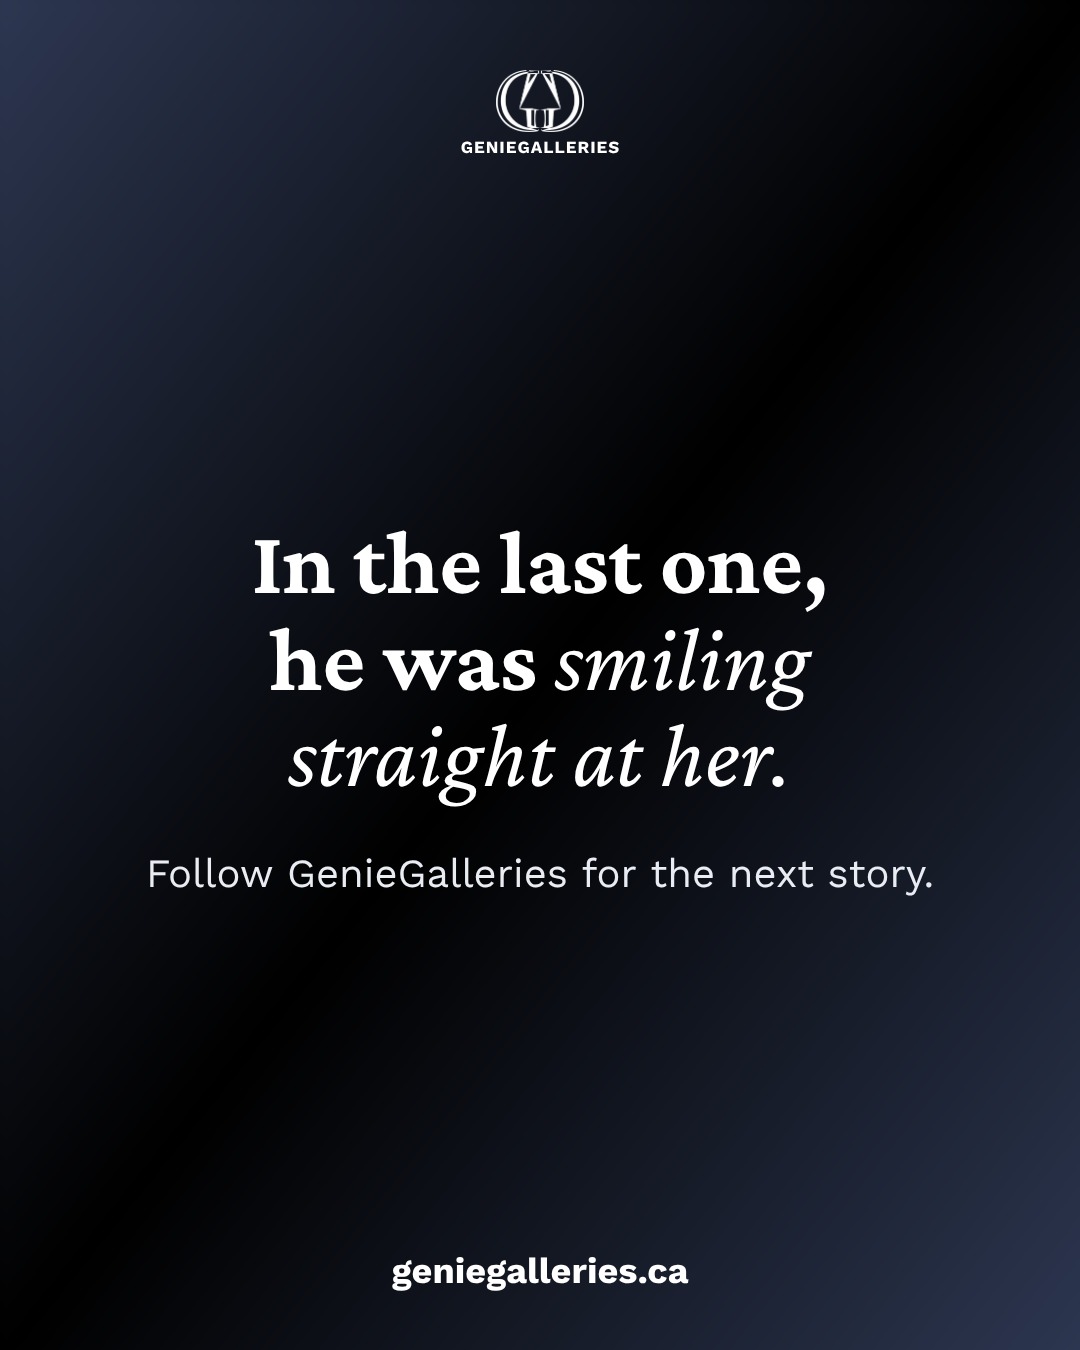 GENIEGALLERIES
In the last one,
he was smiling
straight at her.
Follow GenieGalleries for the next story.
geniegalleries.ca